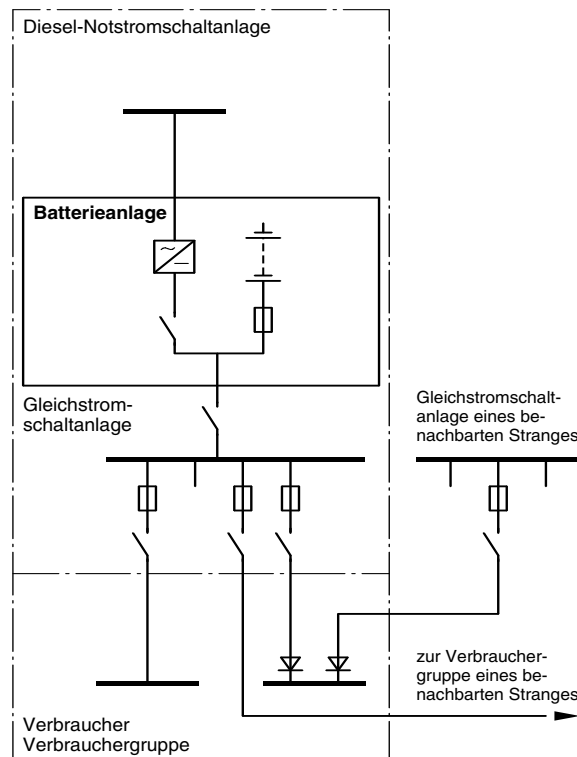 Diesel-Notstromschaltanlage
Batterieanlage
Gleichstrom-
schaltanlage
Gleichstromschalt-
anlage eines be-
nachbarten Stranges
zur Verbraucher-
gruppe eines be-
nachbarten Stranges
Verbraucher
Verbrauchergruppe